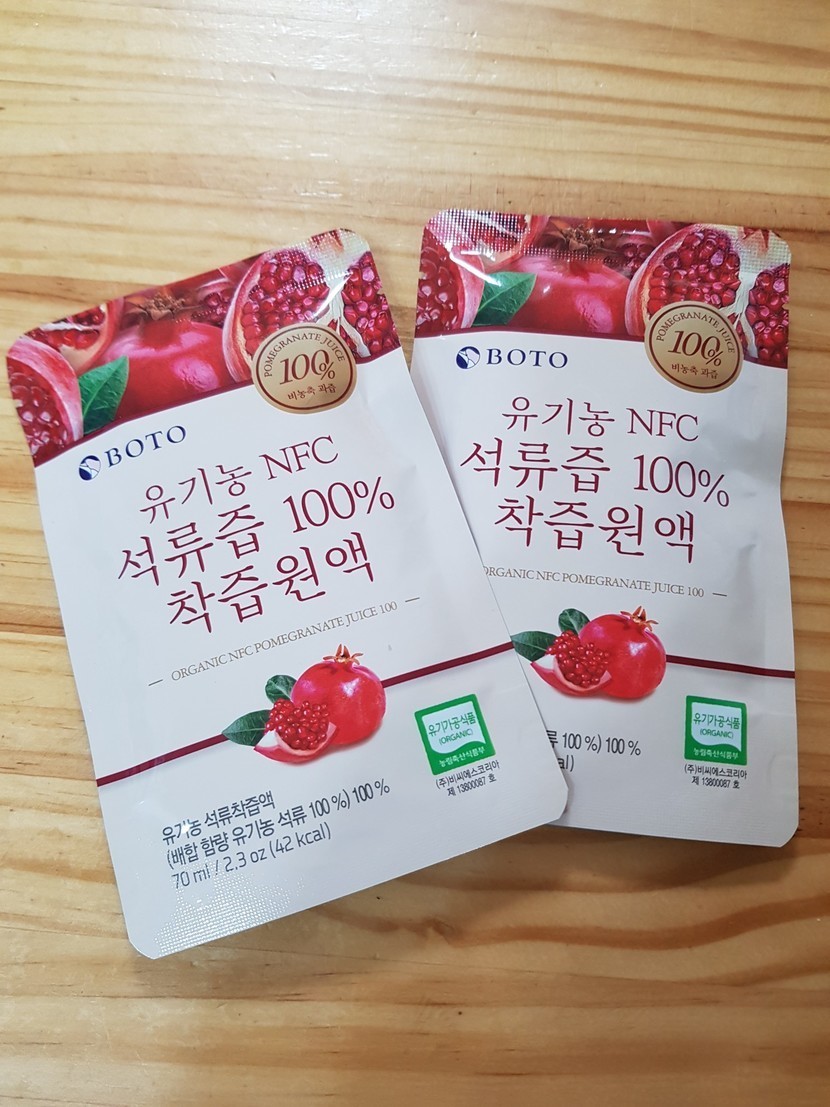 POMEGRANATE JUICE
100%
비농축 과즙
BOTO
유기농 NFC
석류즙 100%
착즙원액
ORGANIC NFC POMEGRANATE JUICE 100
유기가공식품
(ORGANIC)
농림축산식품부
(주)비씨에스코리아
제 13800087 호
유기농 석류착즙액
(배합 함량 유기농 석류 100 %) 100 %
70 ml / 2.3 oz (42 kcal)
POMEGRANATE JUICE
100%
비농축 과즙
BOTO
유기농 NFC
석류즙 100%
착즙원액
ORGANIC NFC POMEGRANATE JUICE 100
유기가공식품
(ORGANIC)
농림축산식품부
(주)비씨에스코리아
제 13800087 호
류 100 %) 100 %
al)